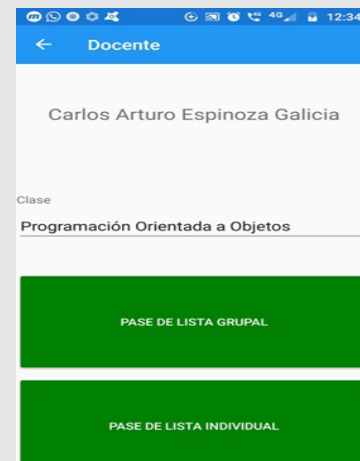 4G 12:34
Docente
Carlos Arturo Espinoza Galicia
Clase
Programación Orientada a Objetos
PASE DE LISTA GRUPAL
PASE DE LISTA INDIVIDUAL